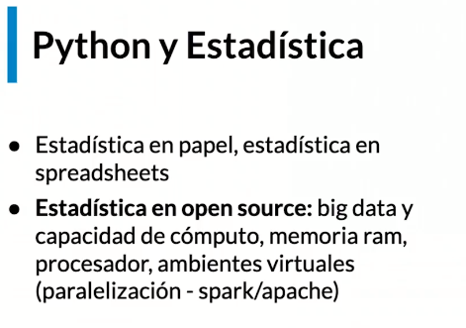 Python y Estadística
● Estadística en papel, estadística en
spreadsheets
● Estadística en open source: big data y
capacidad de cómputo, memoria ram,
procesador, ambientes virtuales
(paralelización - spark/apache)